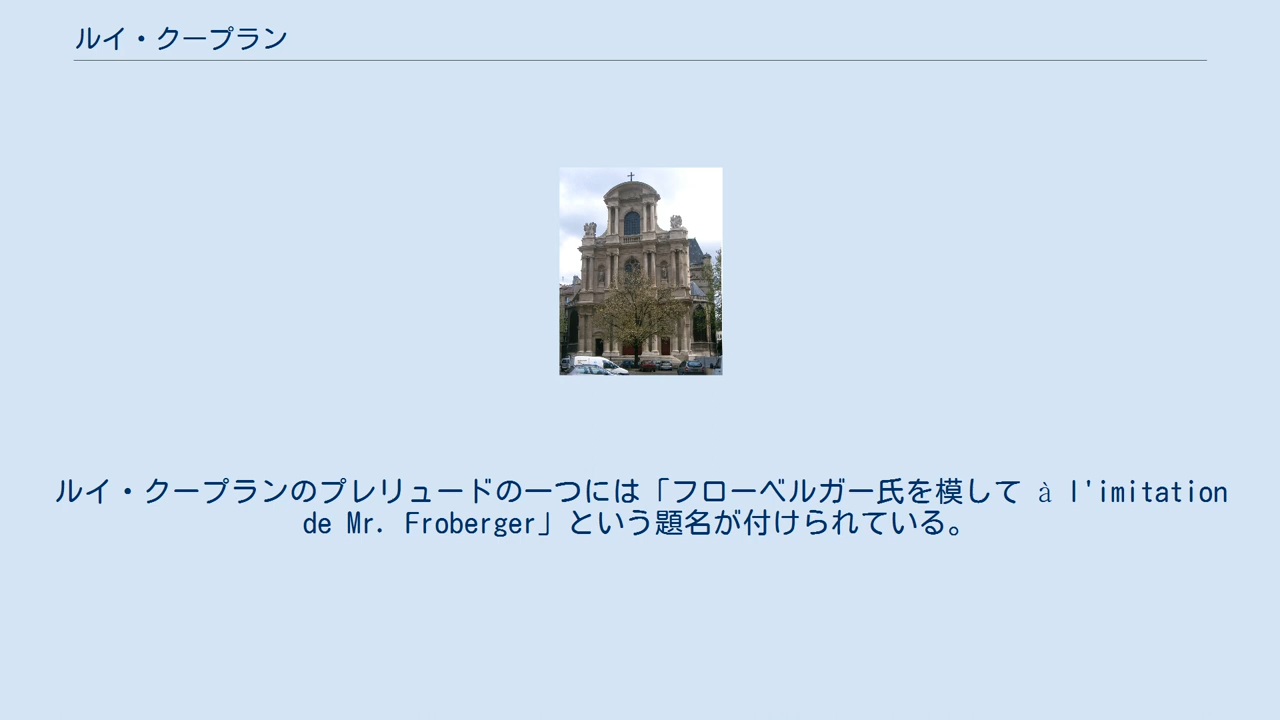 ルイ・クープラン
ルイ・クープランのプレリュードの一つには「フローベルガー氏を模して à l'imitation
de Mr. Froberger」という題名が付けられている。